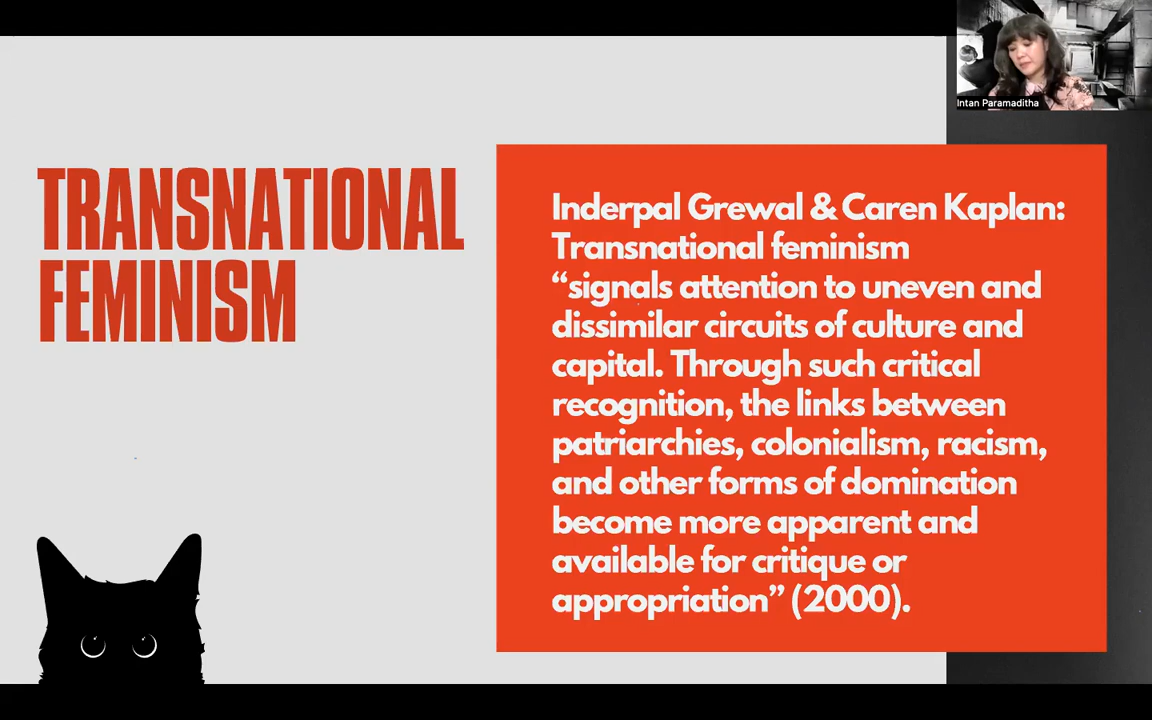 Intan Paramaditha
TRANSNATIONAL
FEMINISM
Inderpal Grewal & Caren Kaplan:
Transnational feminism
“signals attention to uneven and
dissimilar circuits of culture and
capital. Through such critical
recognition, the links between
patriarchies, colonialism, racism,
and other forms of domination
become more apparent and
available for critique or
appropriation” (2000).